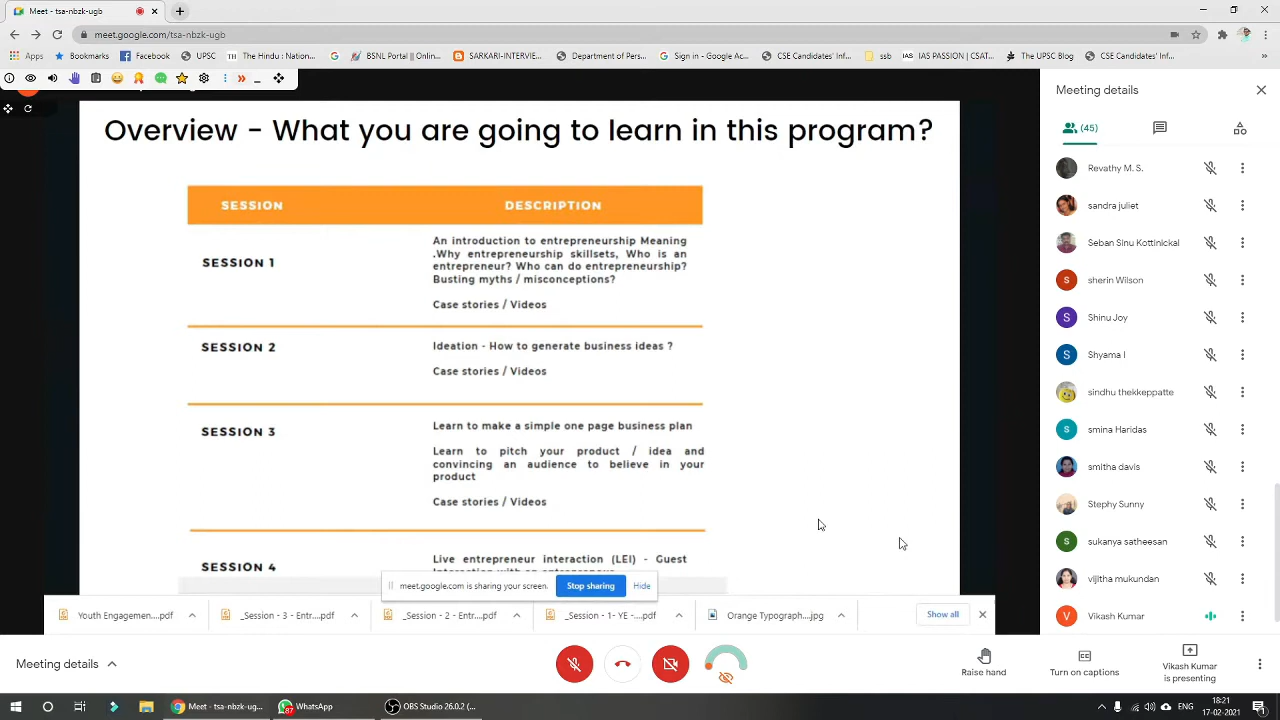 Meet - tsa-nbzk-ugb
meet.google.com/tsa-nbzk-ugb
Apps
Bookmarks
Facebook
UPSC
TH
The Hindu : Nation...
BSNL Portal || Onlin...
SARKARI-INTERVIE...
Department of Pers...
Sign in - Google Ac...
CSE Candidates' Inf...
ssb
IAS
IAS PASSION | CSAT...
The UPSC Blog
CSE Candidates' Inf...
Overview - What you are going to learn in this program?
SESSION
DESCRIPTION
SESSION 1
An introduction to entrepreneurship Meaning
.Why entrepreneurship skillsets, Who is an
entrepreneur? Who can do entrepreneurship?
Busting myths / misconceptions?
Case stories / Videos
SESSION 2
Ideation - How to generate business ideas ?
Case stories / Videos
SESSION 3
Learn to make a simple one page business plan
Learn to pitch your product / idea and
convincing an audience to believe in your
product
Case stories / Videos
SESSION 4
Live entrepreneur interaction (LEI) - Guest
meet.google.com is sharing your screen.
Stop sharing
Hide
Youth Engagemen....pdf
_Session - 3 - Entr....pdf
_Session - 2 - Entr....pdf
_Session - 1- YE -....pdf
Orange Typograph....jpg
Show all
Meeting details
(45)
Revathy M. S.
sandra juliet
Seban Sinu Kottinickal
s
sherin Wilson
S
Shinu Joy
S
Shyama I
sindhu thekkeppatte
s
smina Haridas
smitha davis
Stephy Sunny
s
sukanya satheesan
vijitha mukundan
V
Vikash Kumar
Meeting details
Raise hand
CC
Turn on captions
Vikash Kumar
is presenting
Meet - tsa-nbzk-ug...
87
WhatsApp
OBS Studio 26.0.2 (...
ENG
18:21
17-02-2021
1